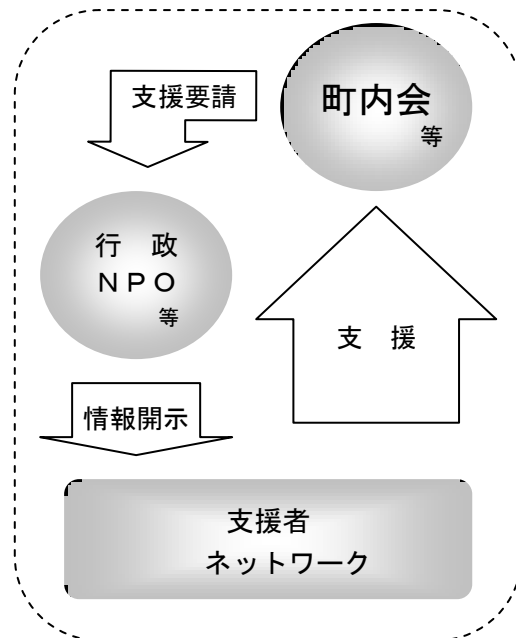 支援要請
町内会
等
行　政
ＮＰＯ
等
支　援
情報開示
支援者
ネットワーク